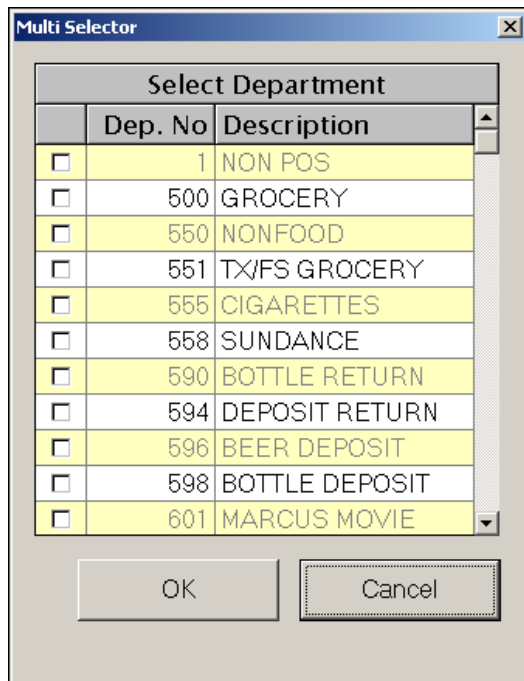 Multi Selector
Select Department
Dep. No Description
1 NON POS
500 GROCERY
550 NONFOOD
551 TX/FS GROCERY
555 CIGARETTES
558 SUNDANCE
590 BOTTLE RETURN
594 DEPOSIT RETURN
596 BEER DEPOSIT
598 BOTTLE DEPOSIT
601 MARCUS MOVIE
OK Cancel